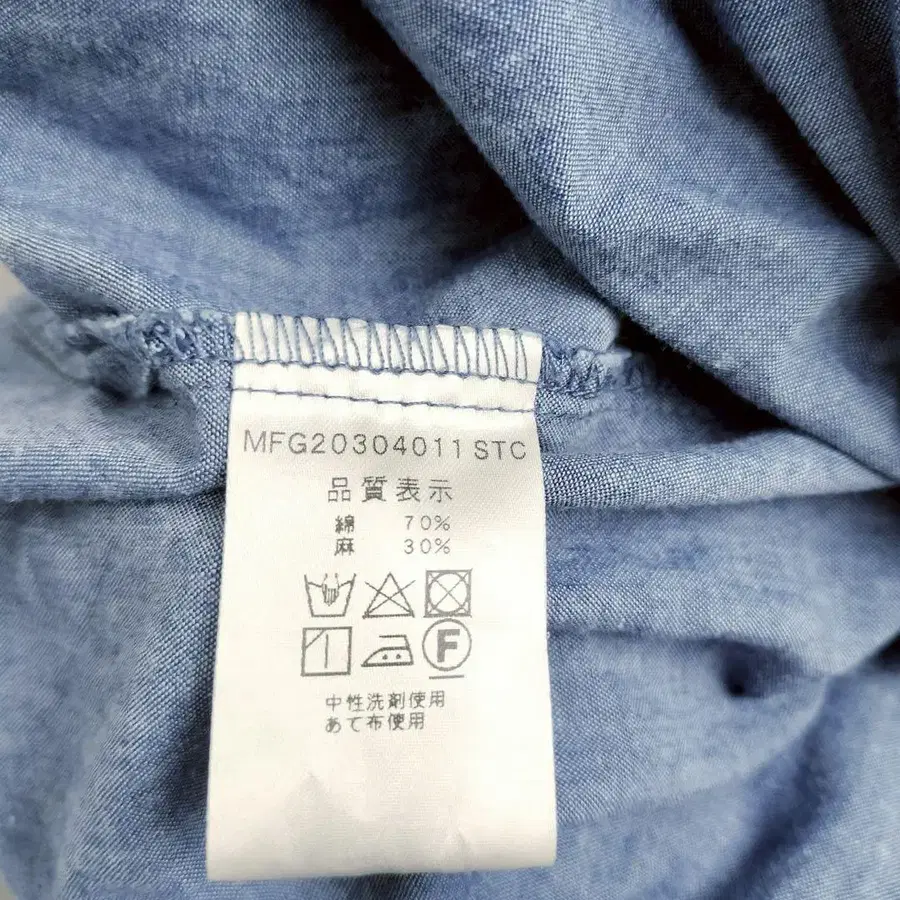 MFG20304011 STC
品質表示
綿 70%
麻 30%
F
中性洗剤使用
あて布使用